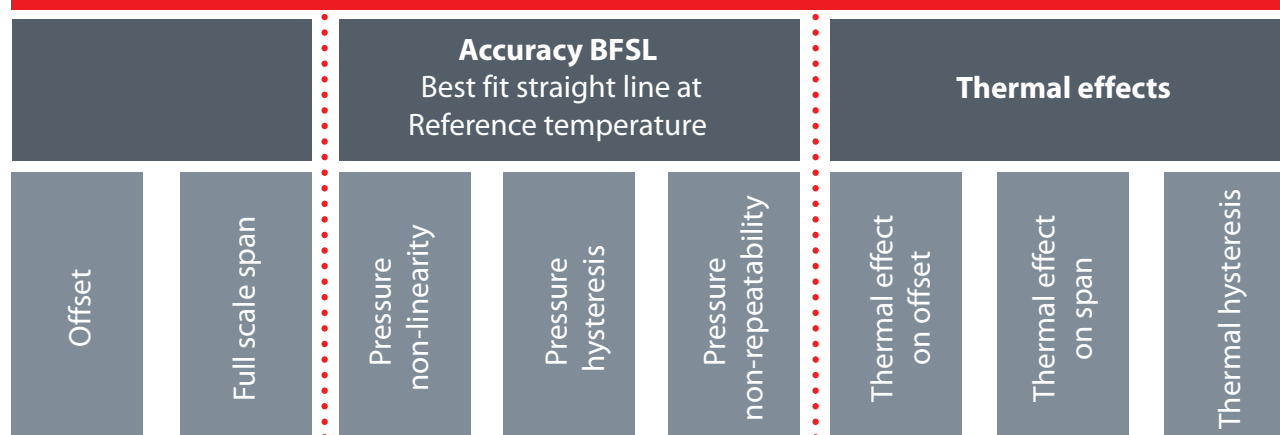 Accuracy BFSL
Best fit straight line at
Reference temperature
Thermal effects
Offset
Full scale span
Pressure
non-linearity
Pressure
hysteresis
Pressure
non-repeatability
Thermal effect
on offset
Thermal effect
on span
Thermal hysteresis